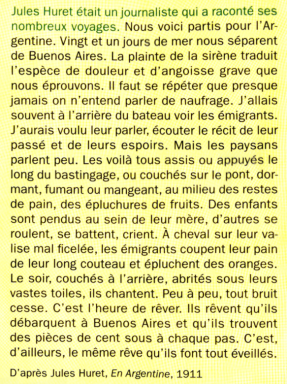 Jules Huret était un journaliste qui a raconté ses
nombreux voyages. Nous voici partis pour l'Ar-
gentine. Vingt et un jours de mer nous séparent
de Buenos Aires. La plainte de la sirène traduit
l'espèce de douleur et d'angoisse grave que
nous éprouvons. Il faut se répéter que presque
jamais on n'entend parler de naufrage. J'allais
souvent à l'arrière du bateau voir les émigrants.
J'aurais voulu leur parler, écouter le récit de leur
passé et de leurs espoirs. Mais les paysans
parlent peu. Les voilà tous assis ou appuyés le
long du bastingage, ou couchés sur le pont, dor-
mant, fumant ou mangeant, au milieu des restes
de pain, des épluchures de fruits. Des enfants
sont pendus au sein de leur mère, d'autres se
roulent, se battent, crient. À cheval sur leur va-
lise mal ficelée, les émigrants coupent leur pain
de leur long couteau et épluchent des oranges.
Le soir, couchés à l'arrière, abrités sous leurs
vastes toiles, ils chantent. Peu à peu, tout bruit
cesse. C'est l'heure de rêver. Ils rêvent qu'ils
débarquent à Buenos Aires et qu'ils trouvent
des pièces de cent sous à chaque pas. C'est,
d'ailleurs, le même rêve qu'ils font tout éveillés.
D'après Jules Huret, En Argentine, 1911